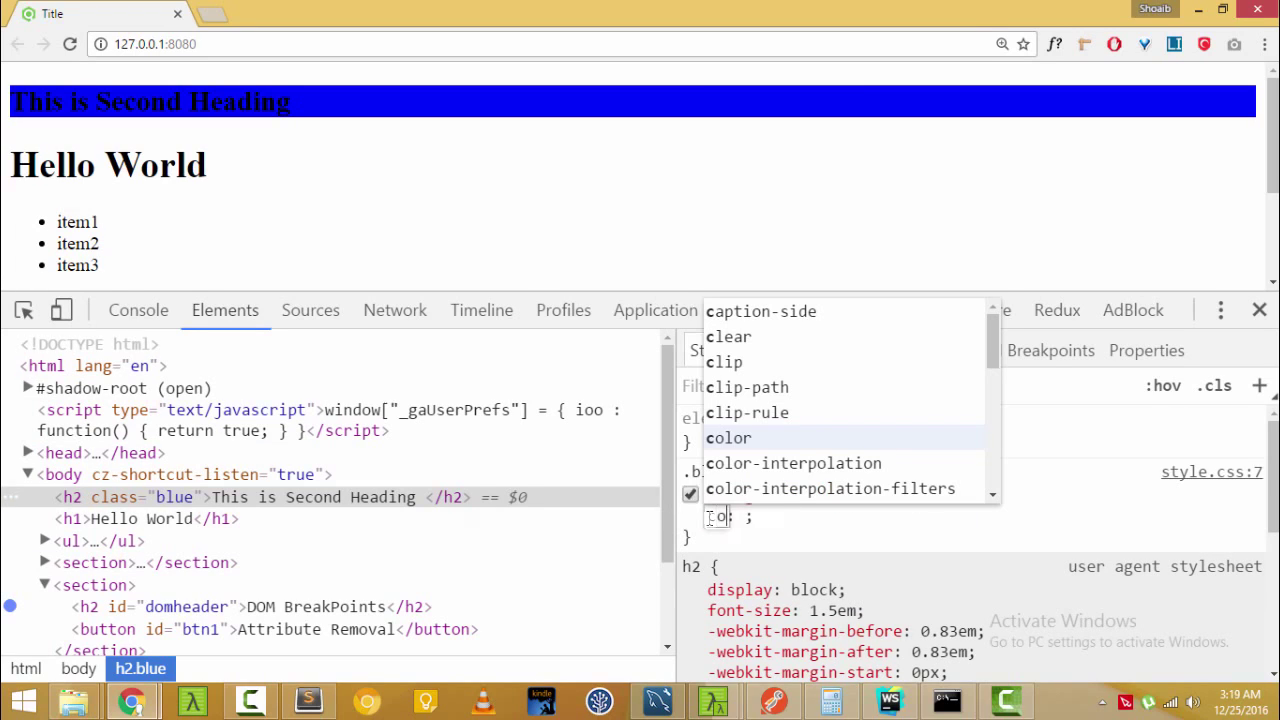 Title
Shoaib
127.0.0.1:8080
f?
This is Second Heading
Hello World
item1
item2
item3
Console Elements Sources Network Timeline Profiles Application Redux AdBlock
<!DOCTYPE html>
<html lang="en">
#shadow-root (open)
<script type="text/javascript">window["_gaUserPrefs"] = { ioo :
function() { return true; } }</script>
<head>…</head>
<body cz-shortcut-listen="true">
<h2 class="blue">This is Second Heading </h2> == $0
<h1>Hello World</h1>
<ul>…</ul>
<section>…</section>
<section>
<h2 id="domheader">DOM BreakPoints</h2>
<button id="btn1">Attribute Removal</button>
</section>
html body h2.blue
Breakpoints Properties
:hov .cls +
caption-side
clear
clip
clip-path
clip-rule
color
color-interpolation
color-interpolation-filters
}
style.css:7
co: ;
}
h2 { user agent stylesheet
display: block;
font-size: 1.5em;
-webkit-margin-before: 0.83em;
-webkit-margin-after: 0.83em;
-webkit-margin-start: 0px;
Activate Windows
Go to PC settings to activate Windows.
kindle
WS
3:19 AM
12/25/2016